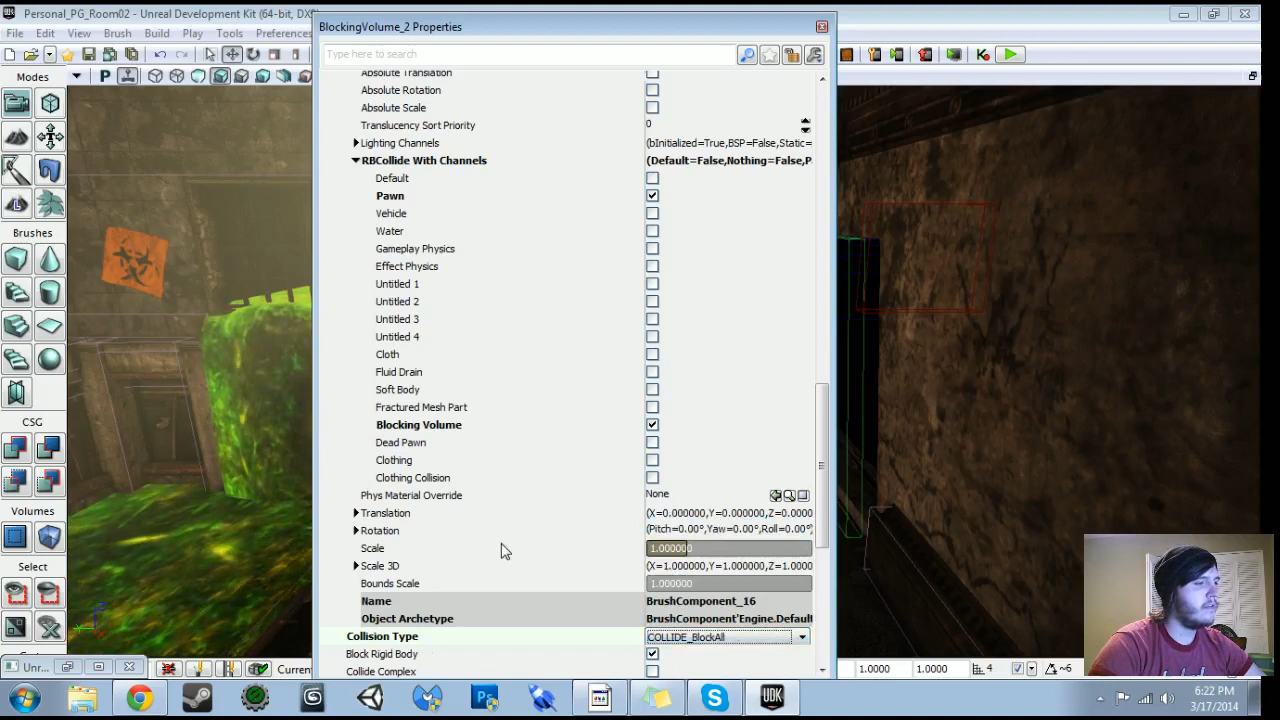 Personal_PG_Room02 - Unreal Development Kit (64-bit, DX
BlockingVolume_2 Properties
File Edit View Brush Build Play Tools Preferences
Type here to search
Modes
Absolute Translation
Absolute Rotation
Absolute Scale
Translucency Sort Priority 0
Lighting Channels (bInitialized=True,BSP=False,Static=
RBCollide With Channels (Default=False,Nothing=False,P
Default
Pawn
Vehicle
Water
Brushes
Gameplay Physics
Effect Physics
Untitled 1
Untitled 2
Untitled 3
Untitled 4
Cloth
Fluid Drain
Soft Body
Fractured Mesh Part
CSG
Blocking Volume
Dead Pawn
Clothing
Clothing Collision
Phys Material Override None
Volumes
Translation (X=0.000000,Y=0.000000,Z=0.0000
Rotation (Pitch=0.00°,Yaw=0.00°,Roll=0.00°
Scale 1.000000
Select
Scale 3D (X=1.000000,Y=1.000000,Z=1.0000
Bounds Scale 1.000000
Name BrushComponent_16
Object Archetype BrushComponent'Engine.Default
Collision Type COLLIDE_BlockAll
Block Rigid Body
Collide Complex
Unr...
Current
1.0000 1.0000 4
6:22 PM
3/17/2014
UDK